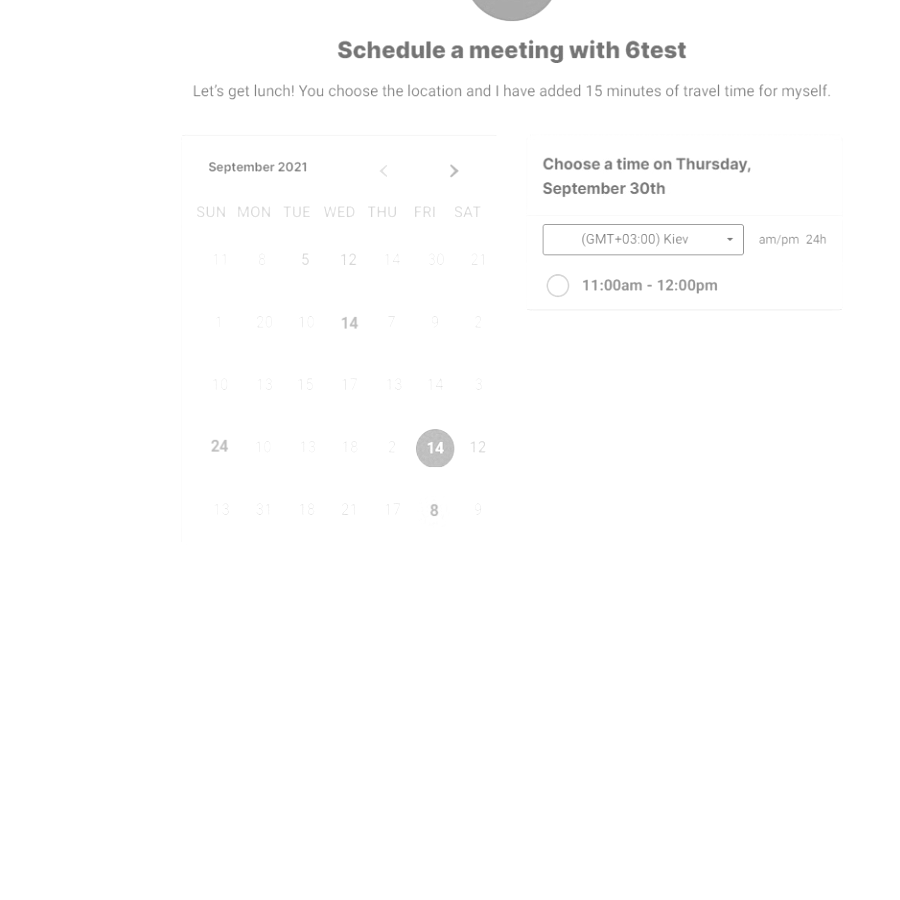 Schedule a meeting with 6test
Let's get lunch! You choose the location and I have added 15 minutes of travel time for myself.
September 2021
SUN MON TUE WED THU FRI SAT
11 8 5 12 14 30 21
1 20 10 14 7 9 2
10 13 15 17 13 14 3
24 10 13 18 2 14 12
13 31 18 21 17 8 9
Choose a time on Thursday,
September 30th
(GMT+03:00) Kiev am/pm 24h
11:00am - 12:00pm